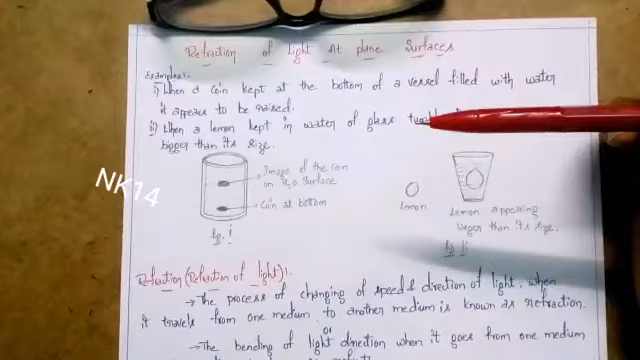 Refraction of Light At plane Surfaces
Examples:-
i) When a coin kept at the bottom of a vessel filled with water
it appears to be raised.
ii) When a lemon kept in water of glass
bigger than its size.
NK14
Image of the coin
on H2O surface
Coin at bottom
fig. i
lemon
Lemon appearing
larger than its size.
fig ii
Refraction (Refraction of light):
→ The process of changing of speed & direction of light, when
it travels from one medium to another medium is known as refraction.
or
→ The bending of light direction when it goes from one medium